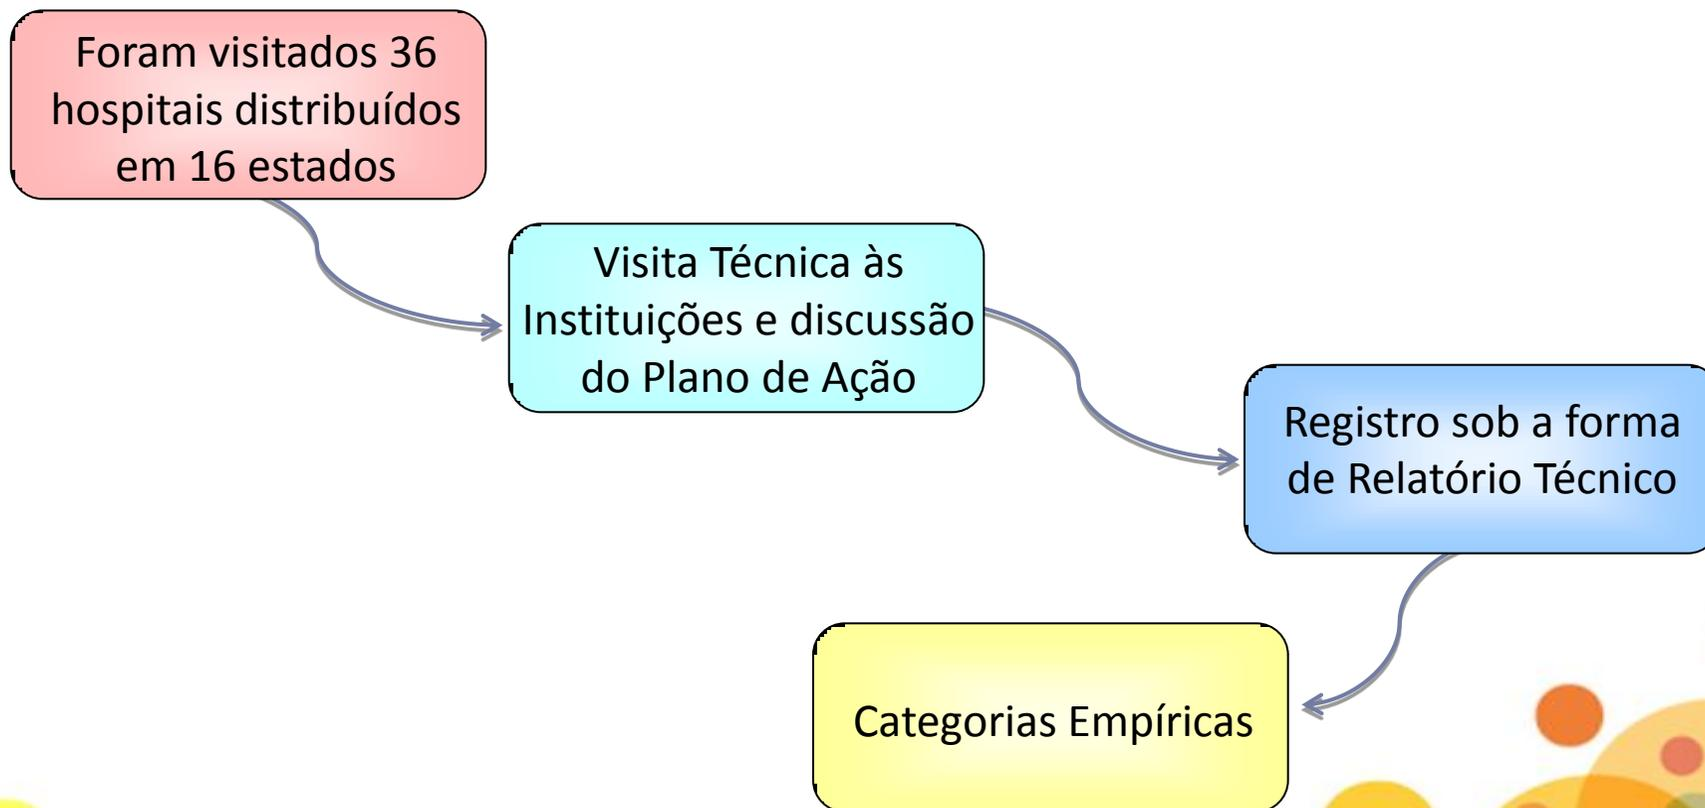 Foram visitados 36
hospitais distribuídos
em 16 estados
Visita Técnica às
Instituições e discussão
do Plano de Ação
Registro sob a forma
de Relatório Técnico
Categorias Empíricas